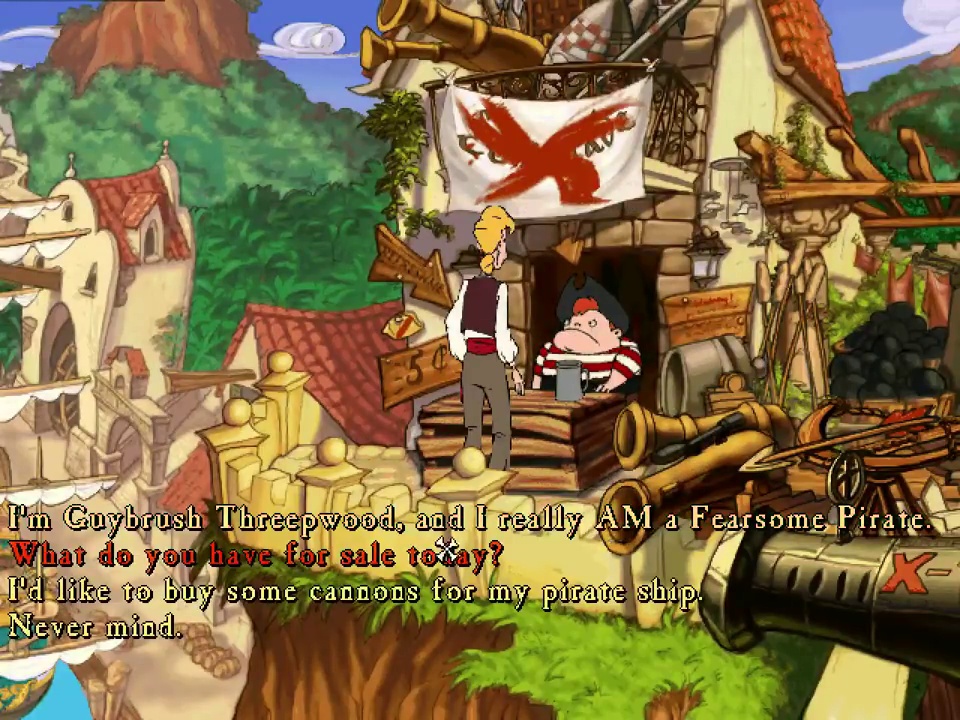 -5¢
X-
I'm Guybrush Threepwood, and I really AM a Fearsome Pirate.
What do you have for sale today?
I'd like to buy some cannons for my pirate ship.
Never mind.